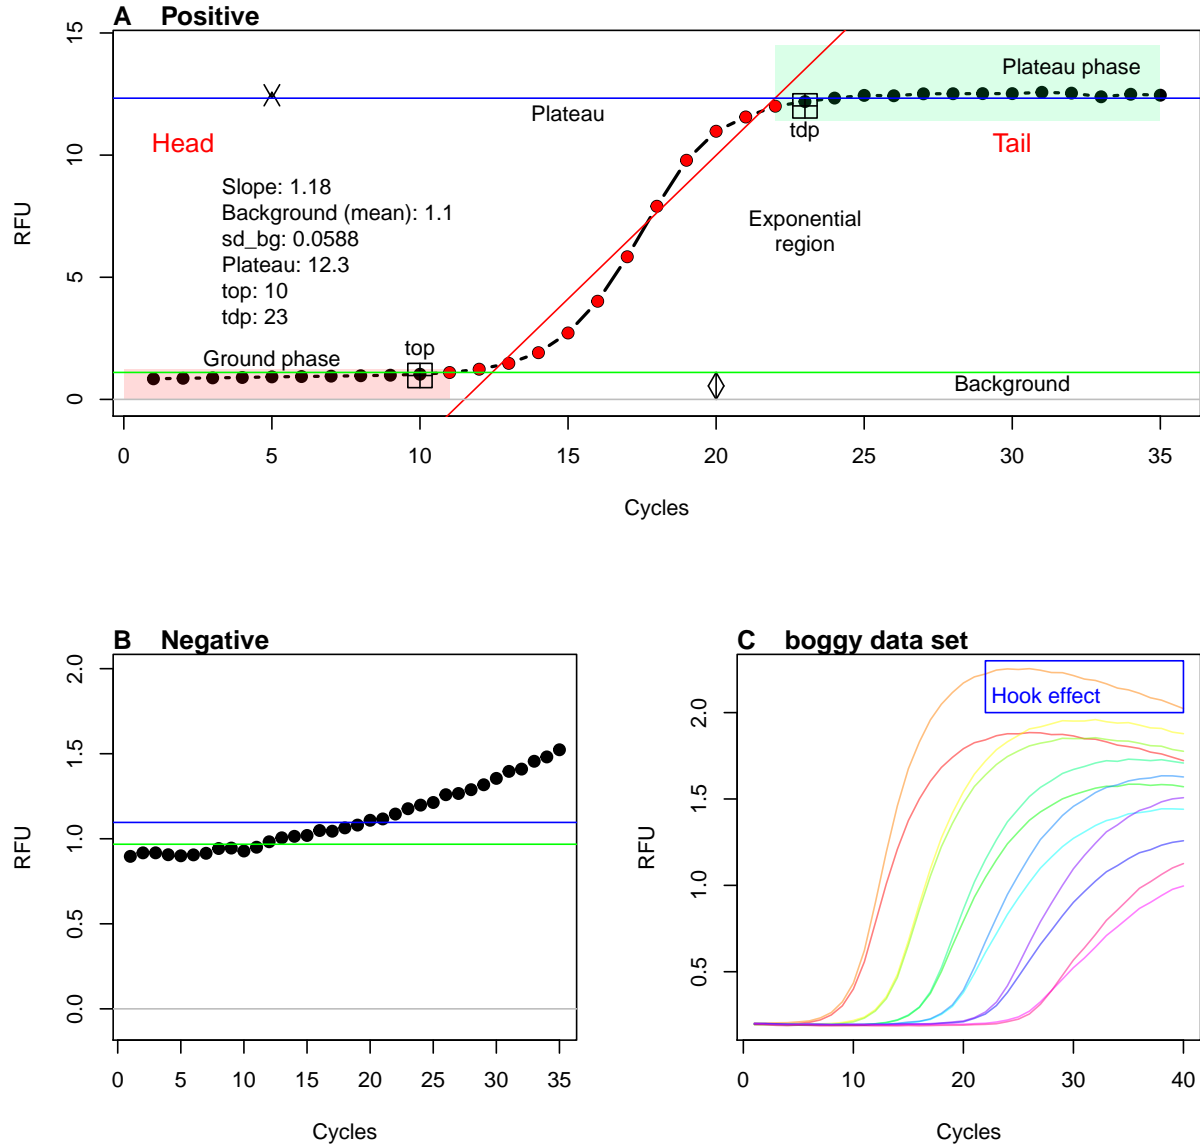 A Positive
15
10
5
0
RFU
Plateau phase
Plateau
tdp
Head
Tail
Slope: 1.18
Background (mean): 1.1
sd_bg: 0.0588
Plateau: 12.3
top: 10
tdp: 23
Exponential
region
top
Ground phase
Background
0 5 10 15 20 25 30 35
Cycles
B Negative
2.0
1.5
1.0
0.5
0.0
RFU
0 5 10 15 20 25 30 35
Cycles
C boggy data set
Hook effect
2.0
1.5
1.0
0.5
RFU
0 10 20 30 40
Cycles